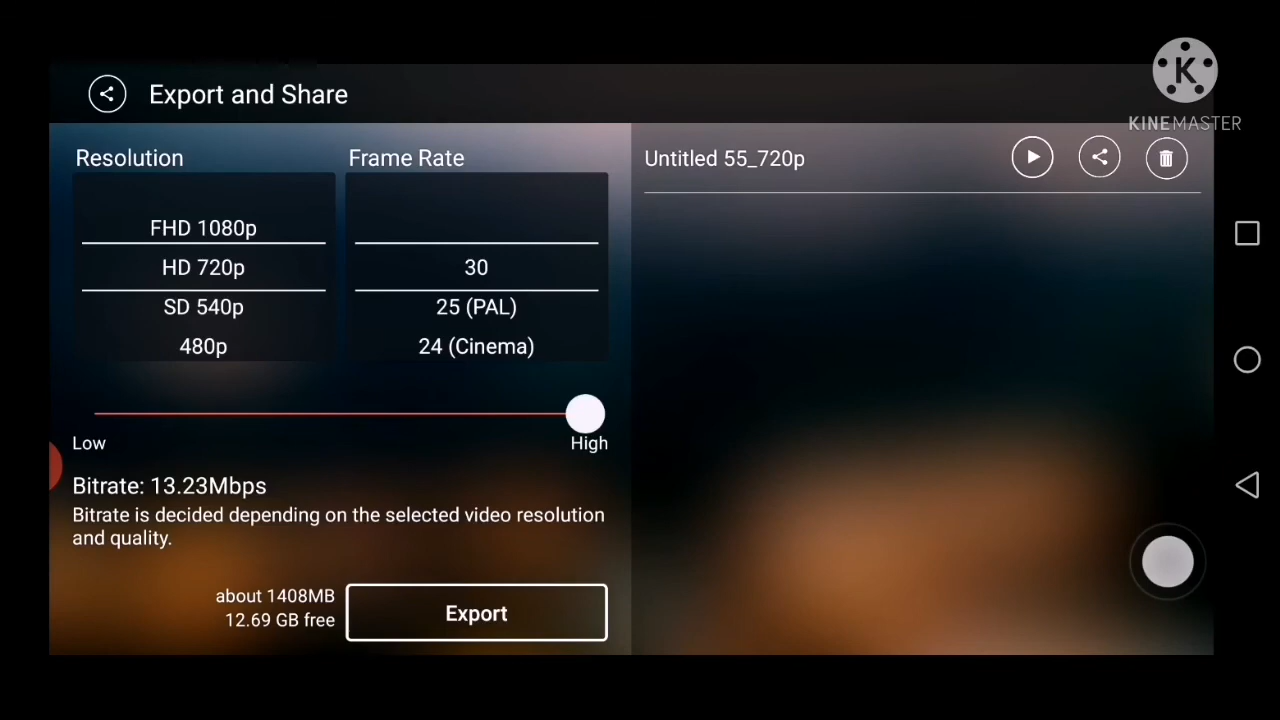 Export and Share
K
KINEMASTER
Resolution
FHD 1080p
HD 720p
SD 540p
480p
Frame Rate
30
25 (PAL)
24 (Cinema)
Low
High
Bitrate: 13.23Mbps
Bitrate is decided depending on the selected video resolution
and quality.
about 1408MB
12.69 GB free
Export
Untitled 55_720p